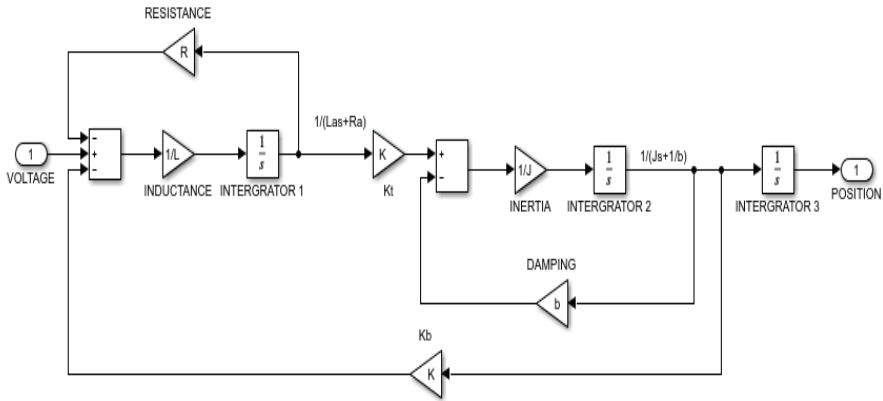 RESISTANCE
R
1/(Las+Ra)
1/(Js+1/b)
1
VOLTAGE
-
+
-
1/L
INDUCTANCE
1
s
INTERGRATOR 1
K
Kt
+
-
1/J
INERTIA
1
s
INTERGRATOR 2
1
s
INTERGRATOR 3
1
POSITION
DAMPING
b
Kb
K